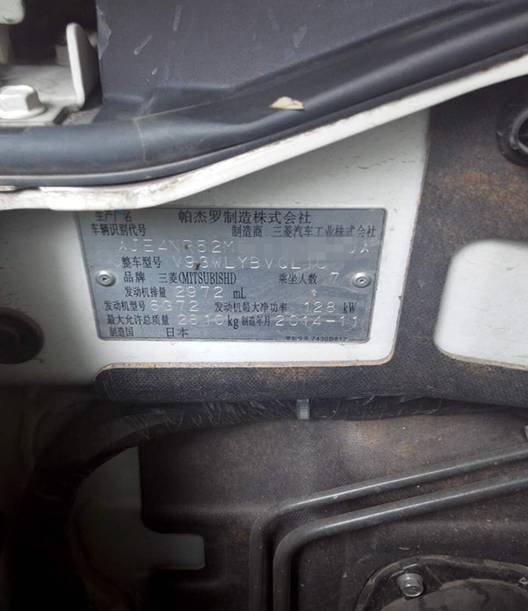 生产厂名 帕杰罗制造株式会社
车辆识别代号 制造商 三菱汽车工业株式会社
整车型号
品牌 三菱(MITSUBISHI) 乘坐人数 7
发动机排量 2972 mL
发动机型号 6G72 发动机最大净功率 128 kW
最大允许总质量 2810 kg 制造年月 2014-11
制造国 日本